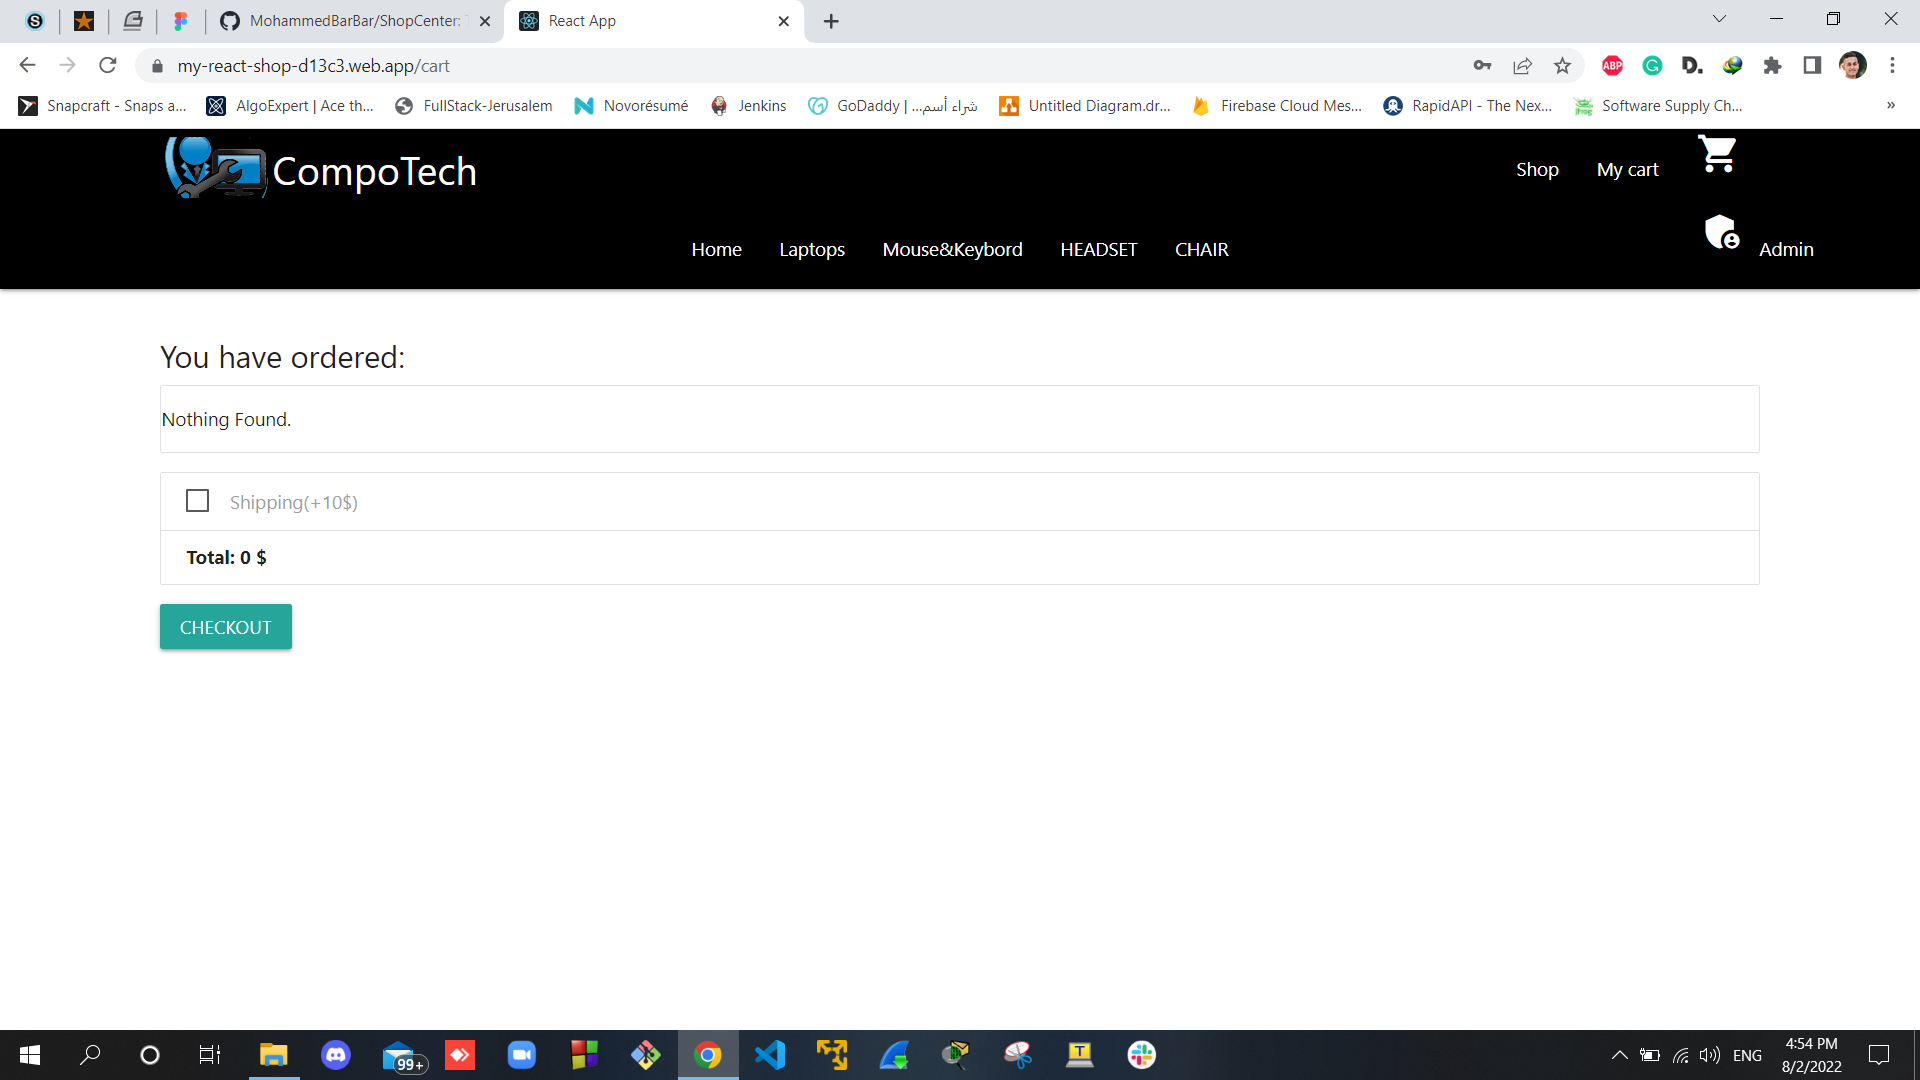 MohammedBarBar/ShopCenter:
React App
my-react-shop-d13c3.web.app/cart
ABP
Snapcraft - Snaps a...
AlgoExpert | Ace th...
FullStack-Jerusalem
Novorésumé
Jenkins
GoDaddy | شراء أسم...
Untitled Diagram.dr...
Firebase Cloud Mes...
RapidAPI - The Nex...
Software Supply Ch...
»
CompoTech
Shop
My cart
Home
Laptops
Mouse&Keybord
HEADSET
CHAIR
Admin
You have ordered:
Nothing Found.
Shipping(+10$)
Total: 0 $
CHECKOUT
99+
ENG
4:54 PM
8/2/2022